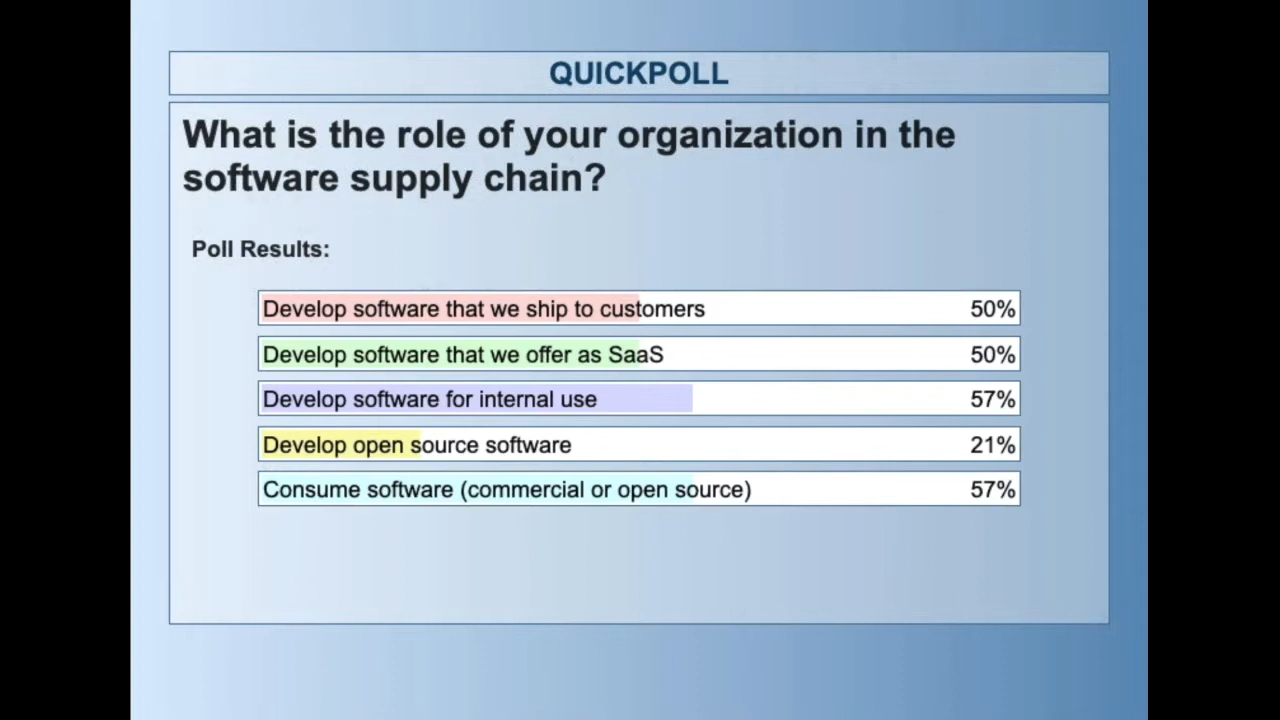 QUICKPOLL
What is the role of your organization in the
software supply chain?
Poll Results:
Develop software that we ship to customers 50%
Develop software that we offer as SaaS 50%
Develop software for internal use 57%
Develop open source software 21%
Consume software (commercial or open source) 57%